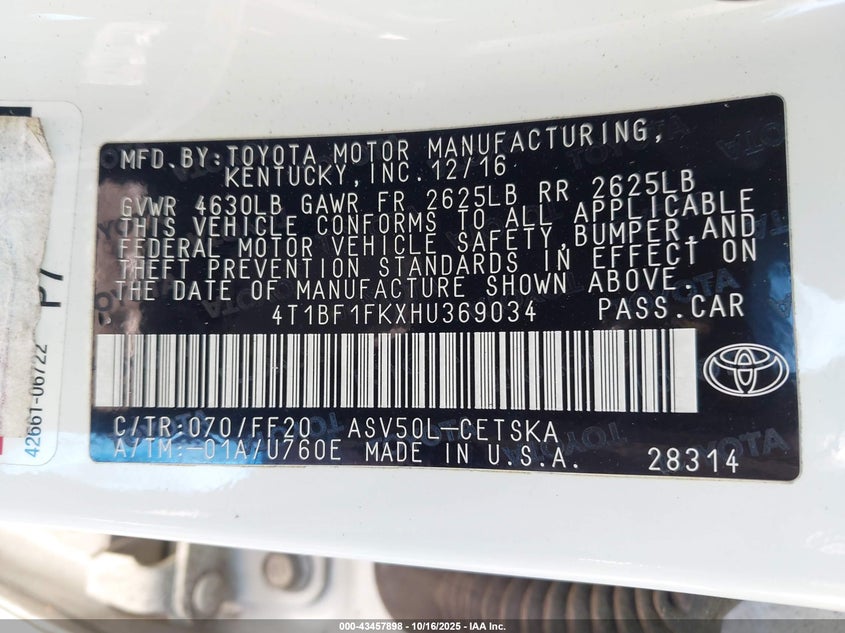 MFD.BY:TOYOTA MOTOR MANUFACTURING,
KENTUCKY, INC. 12/16
GVWR 4630LB GAWR FR 2625LB RR 2625LB
THIS VEHICLE CONFORMS TO ALL APPLICABLE
FEDERAL MOTOR VEHICLE SAFETY, BUMPER, AND
THEFT PREVENTION STANDARDS IN EFFECT ON
THE DATE OF MANUFACTURE SHOWN ABOVE.
4T1BF1FKXHU369034 PASS.CAR
C/TR:070/FF20 ASV50L-CETSKA
A/TM:-01A/U760E MADE IN U.S.A. 28314
42661-06722
P7
000-43457898 - 10/16/2025 - IAA Inc.